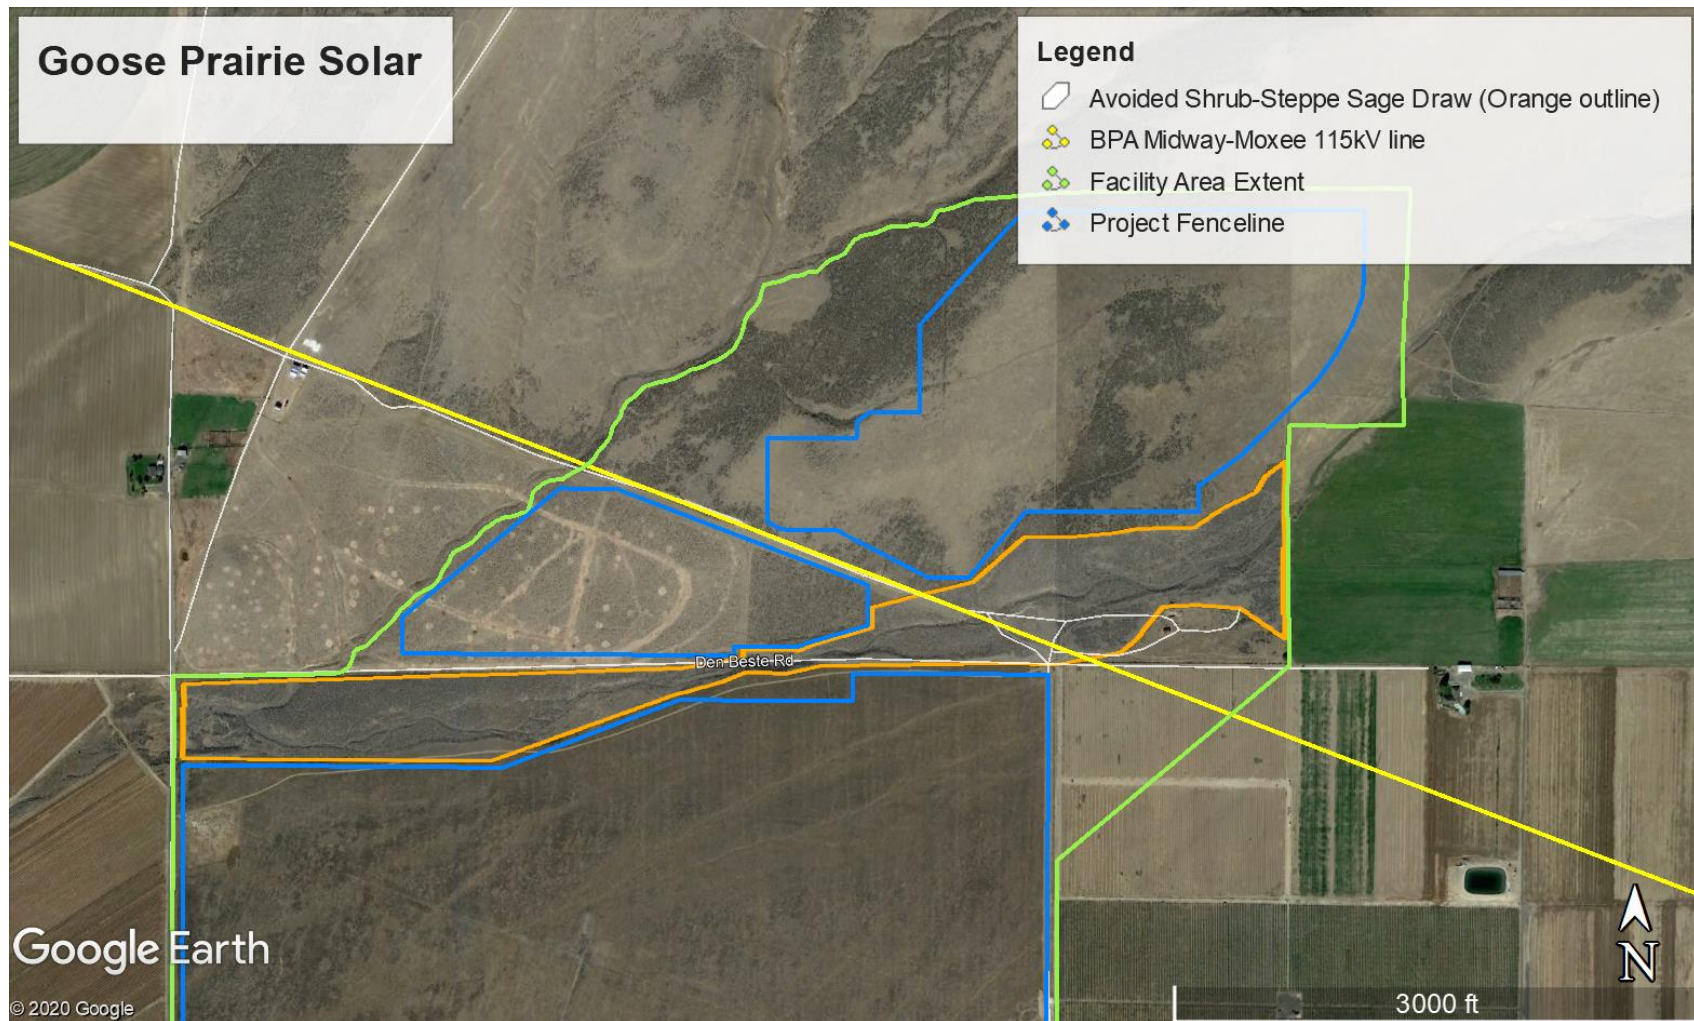 Goose Prairie Solar
Legend
Avoided Shrub-Steppe Sage Draw (Orange outline)
BPA Midway-Moxee 115kV line
Facility Area Extent
Project Fenceline
Den Beste Rd
Google Earth
N
© 2020 Google
3000 ft